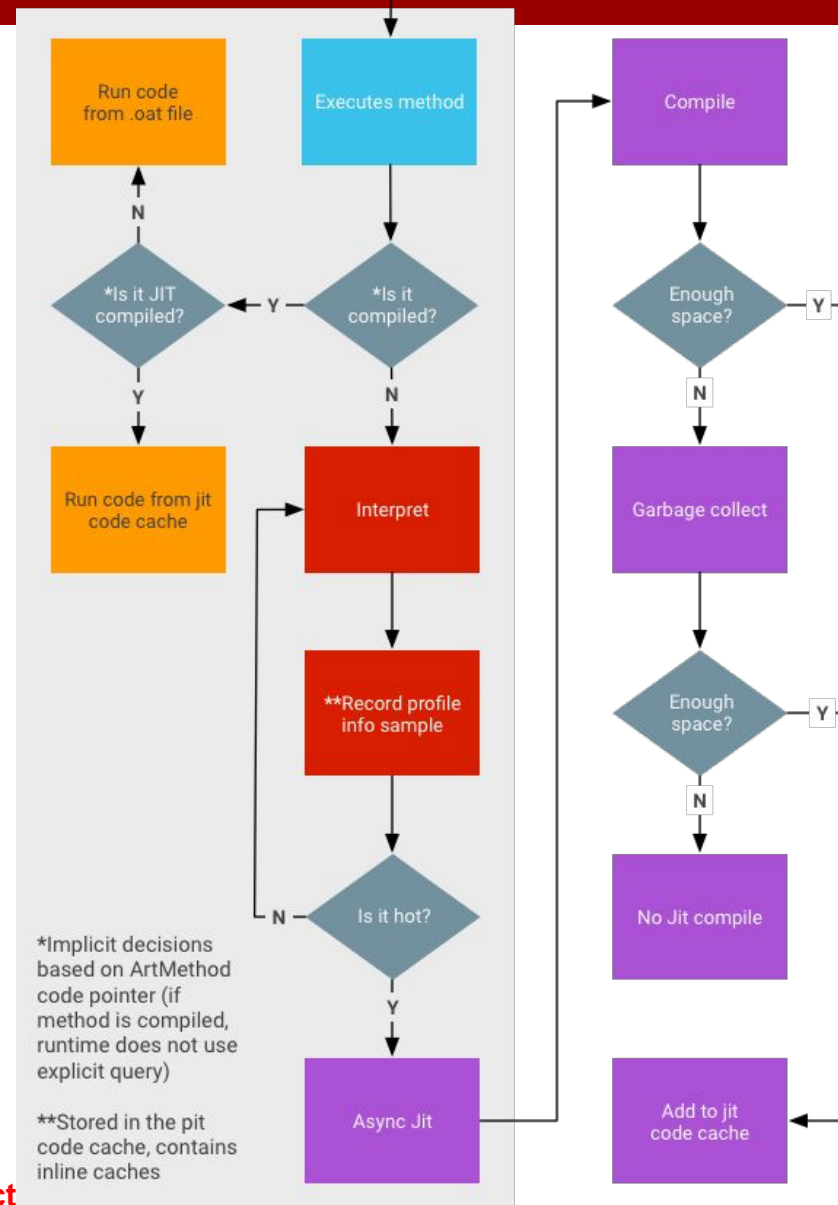 Run code
from .oat file
Executes method
Compile
N
*Is it JIT
compiled?
Y
*Is it
compiled?
Enough
space?
Y
Y
N
N
Run code from jit
code cache
Interpret
Garbage collect
**Record profile
info sample
Enough
space?
Y
N
N
Is it hot?
No Jit compile
*Implicit decisions
based on ArtMethod
code pointer (if
method is compiled,
runtime does not use
explicit query)
Y
**Stored in the pit
code cache, contains
inline caches
Async Jit
Add to jit
code cache
ct